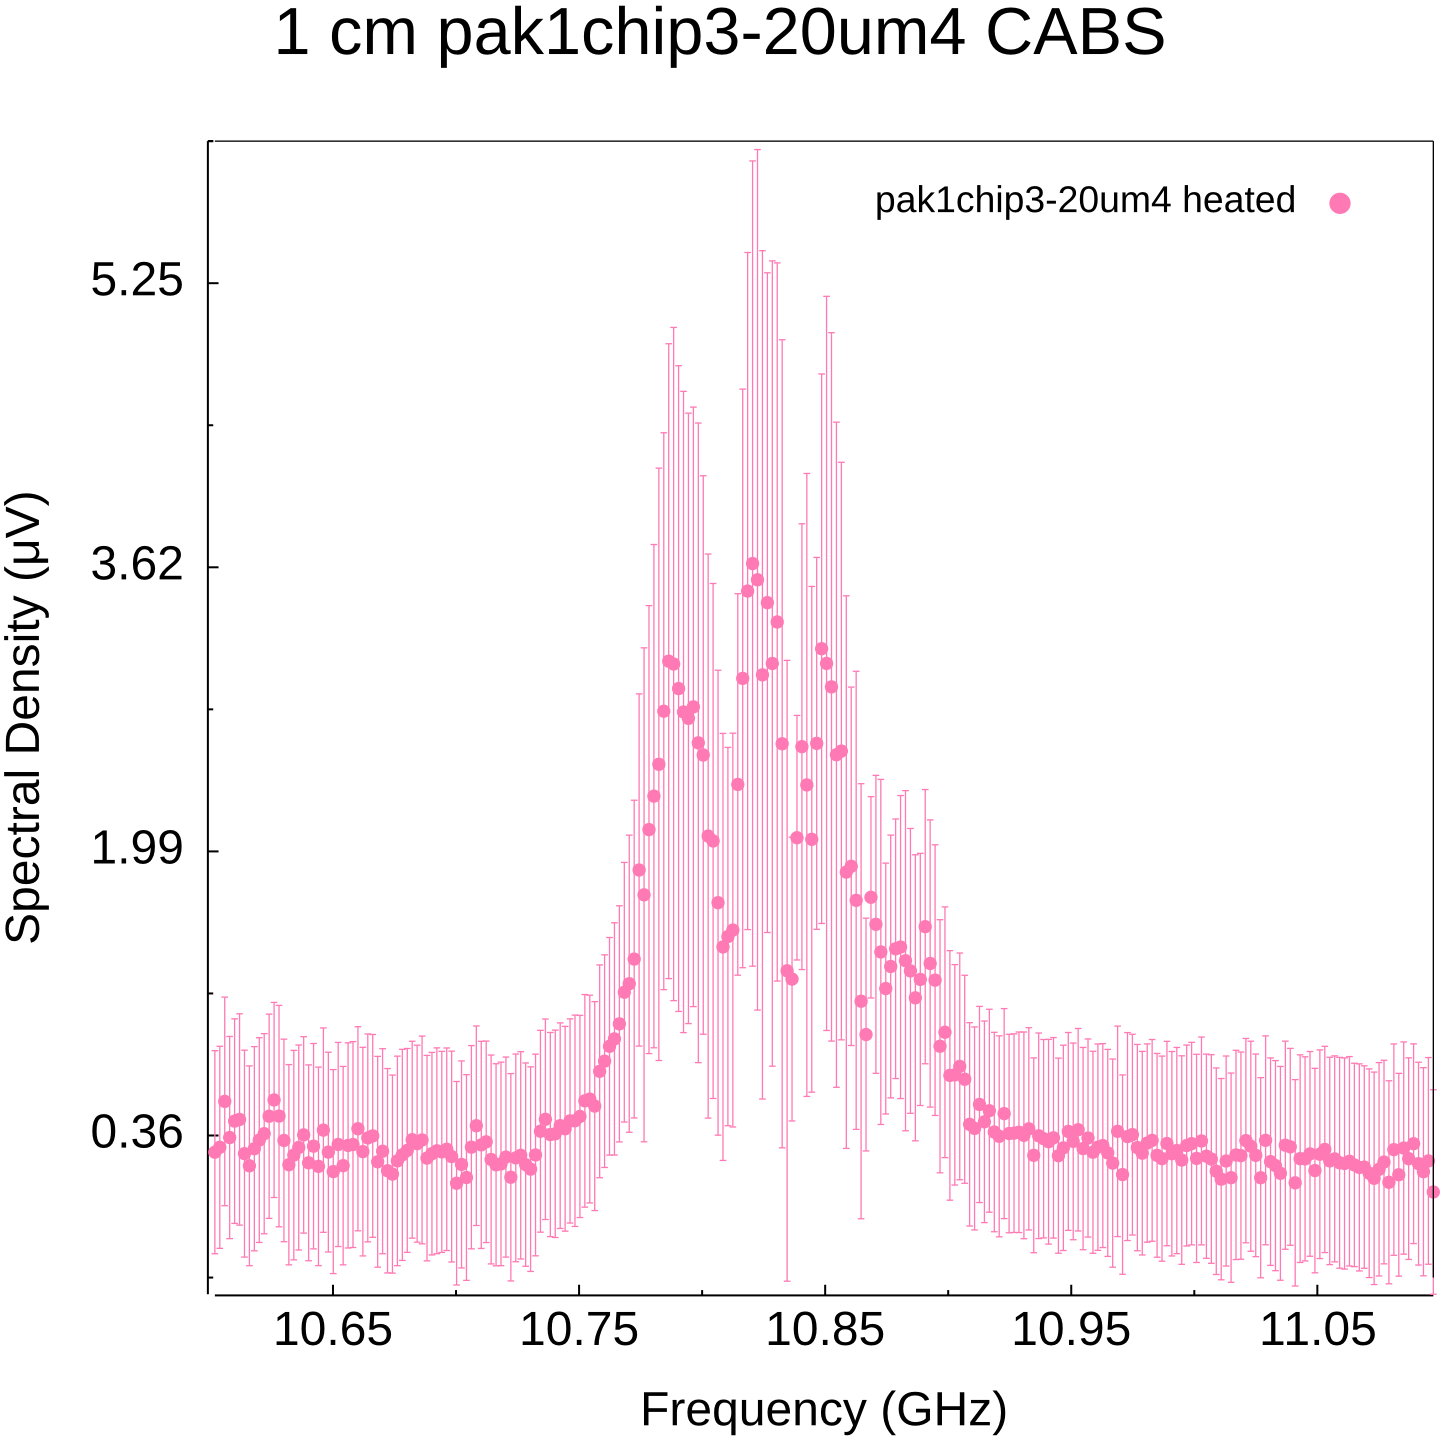 1 cm pak1chip3-20um4 CABS
pak1chip3-20um4 heated
5.25
3.62
1.99
0.36
Spectral Density (μV)
10.65 10.75 10.85 10.95 11.05
Frequency (GHz)